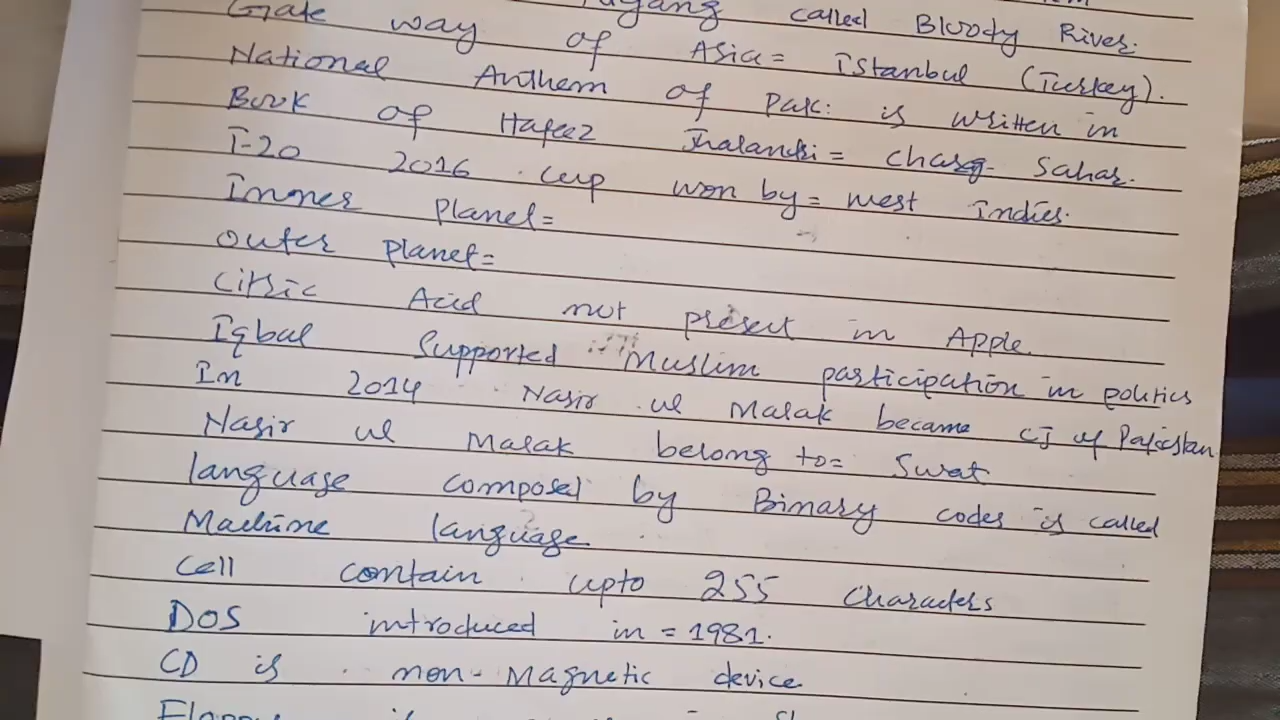 called Bloody River.
Gate way of Asia = Istanbul (Turkey).
National Anthem of Pak: is written in
Book of Hafeez Jhalandri = charag- Sahar.
T-20 2016 cup won by = west indies.
Innner planet =
outer planet =
Citric Acid not present in Apple.
Iqbal Supported Muslim participation in politics
In 2014 Nasir ul Malak became CJ of Pakistan
Nasir ul Malak belong to = Swat
language composed by Binary codes is called
Machine language.
Cell contain upto 255 characters
DOS introduced in = 1981.
CD is non-Magnetic device